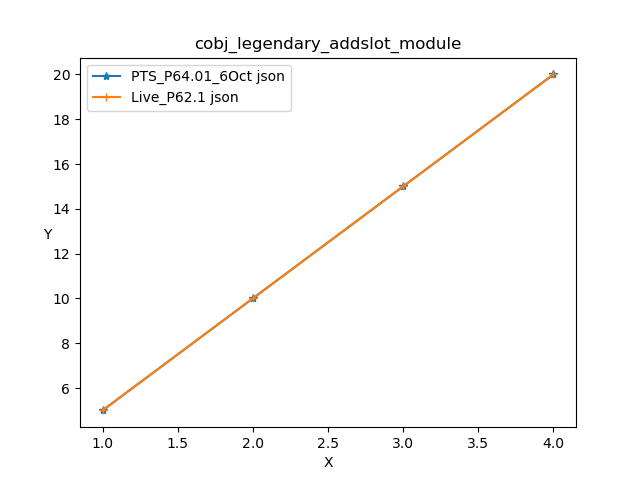 cobj_legendary_addslot_module
PTS_P64.01_6Oct json
Live_P62.1 json
20
18
16
14
12
10
8
6
Y
1.0 1.5 2.0 2.5 3.0 3.5 4.0
X